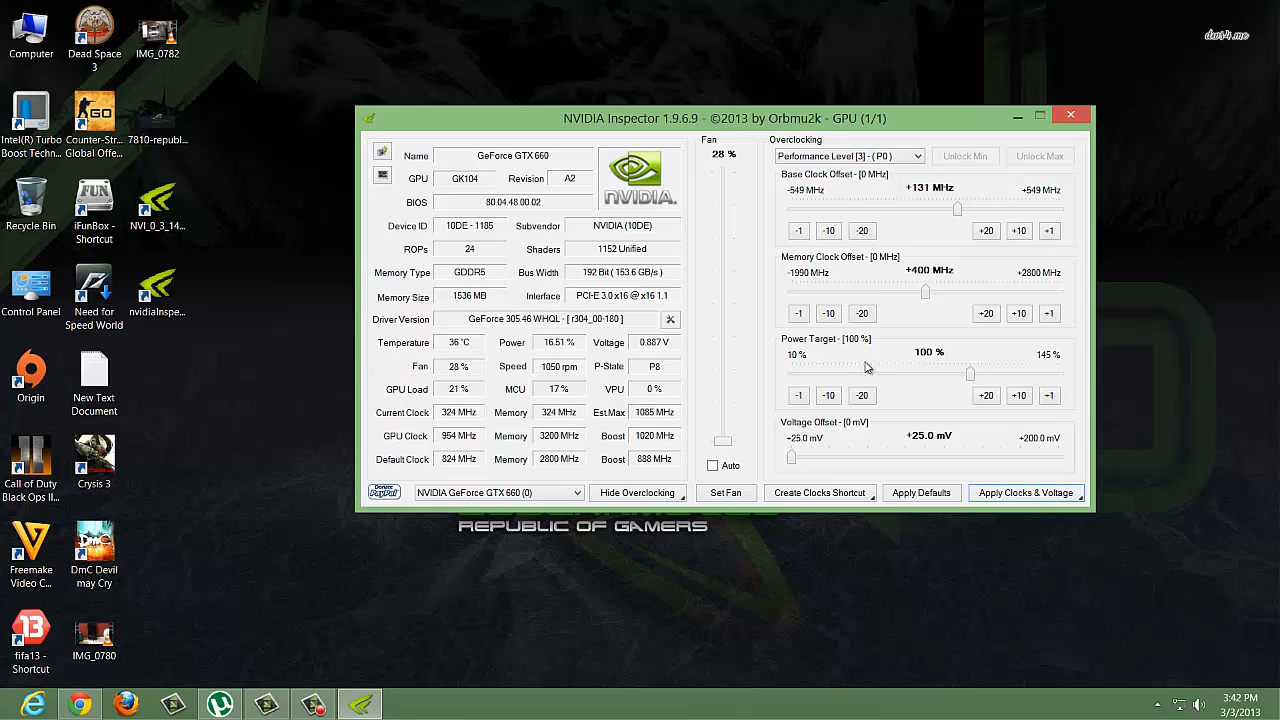 Computer
Dead Space
3
IMG_0782
Intel(R) Turbo
Boost Techn...
Counter-Str...
Global Offe...
7810-republ...
Recycle Bin
iFunBox -
Shortcut
NVI_0_3_14...
Control Panel
Need for
Speed World
nvidiaInspe...
Origin
New Text
Document
Call of Duty
Black Ops II...
Crysis 3
Freemake
Video C...
DmC Devil
may Cry
fifa13 -
Shortcut
IMG_0780
NVIDIA Inspector 1.9.6.9 - ©2013 by Orbmu2k - GPU (1/1)
Name
GeForce GTX 660
GPU
GK104
Revision
A2
NVIDIA.
BIOS
80.04.48.00.02
Device ID
10DE - 1185
Subvendor
NVIDIA (10DE)
ROPs
24
Shaders
1152 Unified
Memory Type
GDDR5
Bus Width
192 Bit ( 153.6 GB/s )
Memory Size
1536 MB
Interface
PCI-E 3.0 x16 @ x16 1.1
Driver Version
GeForce 305.46 WHQL - [ r304_00-180 ]
Temperature
36 °C
Power
16.51 %
Voltage
0.887 V
Fan
28 %
Speed
1050 rpm
P-State
P8
GPU Load
21 %
MCU
17 %
VPU
0 %
Current Clock
324 MHz
Memory
324 MHz
Est.Max
1085 MHz
GPU Clock
954 MHz
Memory
3200 MHz
Boost
1020 MHz
Default Clock
824 MHz
Memory
2800 MHz
Boost
888 MHz
Donate
PayPal
NVIDIA GeForce GTX 660 (0)
Hide Overclocking
Fan
28 %
Auto
Set Fan
Overclocking
Performance Level [3] - ( P0 )
Unlock Min
Unlock Max
Base Clock Offset - [0 MHz]
-549 MHz
+131 MHz
+549 MHz
-1
-10
-20
+20
+10
+1
Memory Clock Offset - [0 MHz]
-1990 MHz
+400 MHz
+2800 MHz
-1
-10
-20
+20
+10
+1
Power Target - [100 %]
10 %
100 %
145 %
-1
-10
-20
+20
+10
+1
Voltage Offset - [0 mV]
+25.0 mV
+25.0 mV
+200.0 mV
Create Clocks Shortcut
Apply Defaults
Apply Clocks & Voltage
REPUBLIC OF GAMERS
3:42 PM
3/3/2013